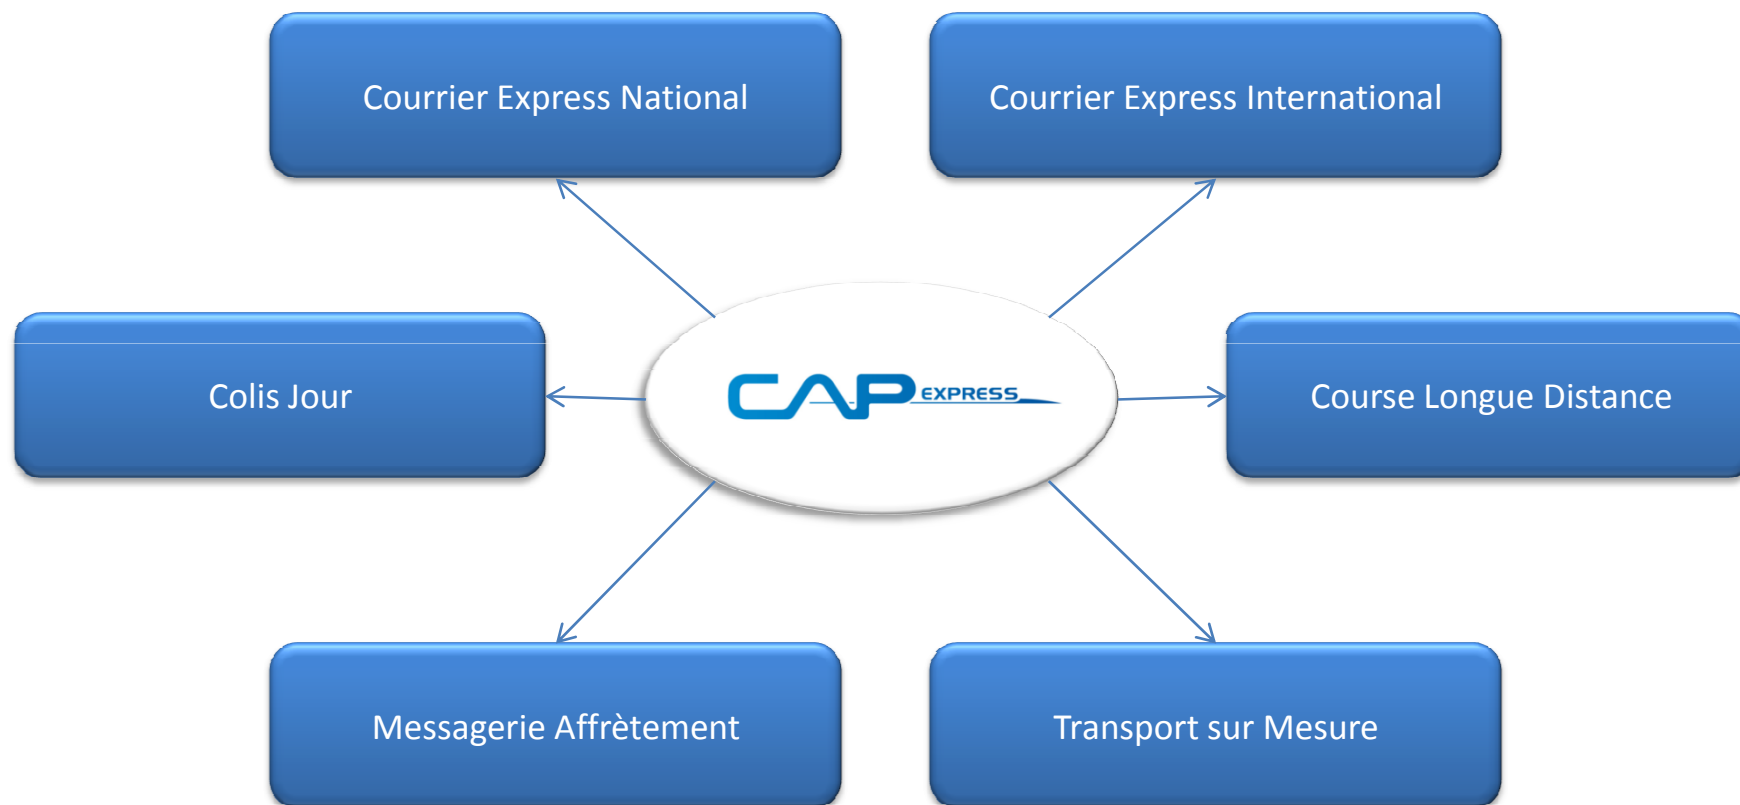 Courrier Express National
Courrier Express International
Colis Jour
CAP EXPRESS
Course Longue Distance
Messagerie Affrètement
Transport sur Mesure